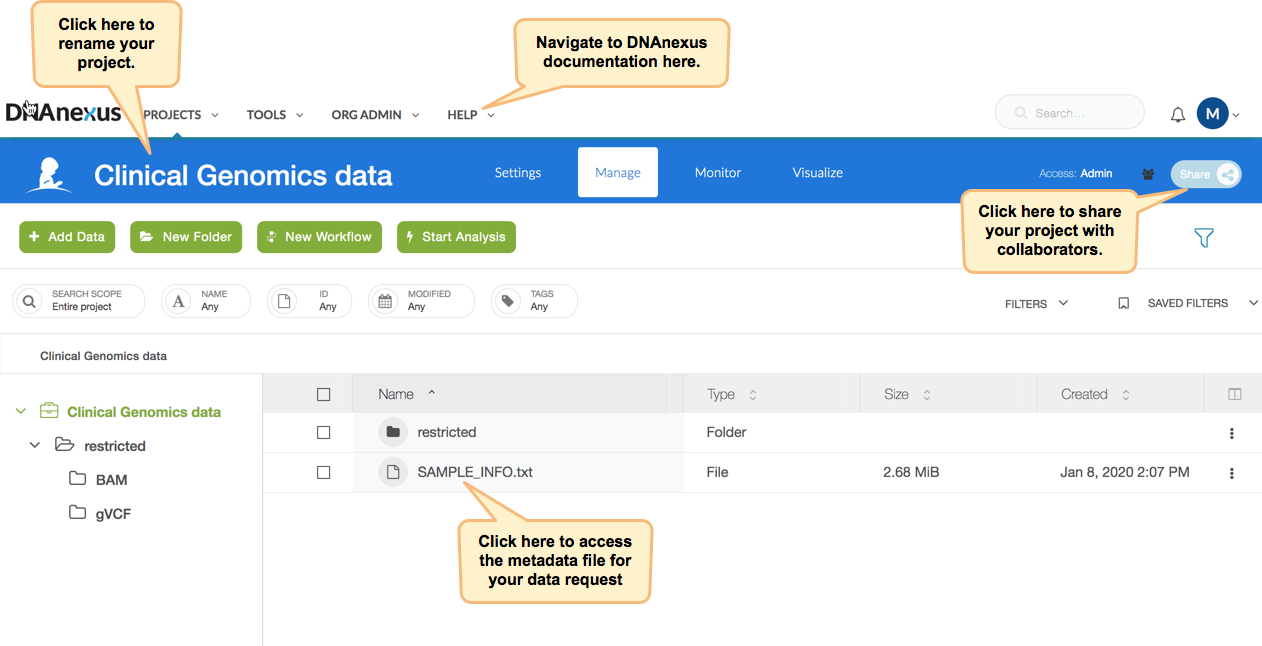 Click here to
rename your
project.
Navigate to DNAnexus
documentation here.
DNAnexus
PROJECTS
TOOLS
ORG ADMIN
HELP
Search...
M
Clinical Genomics data
Settings
Manage
Monitor
Visualize
Access: Admin
Share
Click here to share
your project with
collaborators.
+ Add Data
New Folder
New Workflow
Start Analysis
SEARCH SCOPE
Entire project
A
NAME
Any
ID
Any
MODIFIED
Any
TAGS
Any
FILTERS
SAVED FILTERS
Clinical Genomics data
Clinical Genomics data
restricted
BAM
gVCF
Name
Type
Size
Created
restricted
Folder
SAMPLE_INFO.txt
File
2.68 MiB
Jan 8, 2020 2:07 PM
Click here to access
the metadata file for
your data request